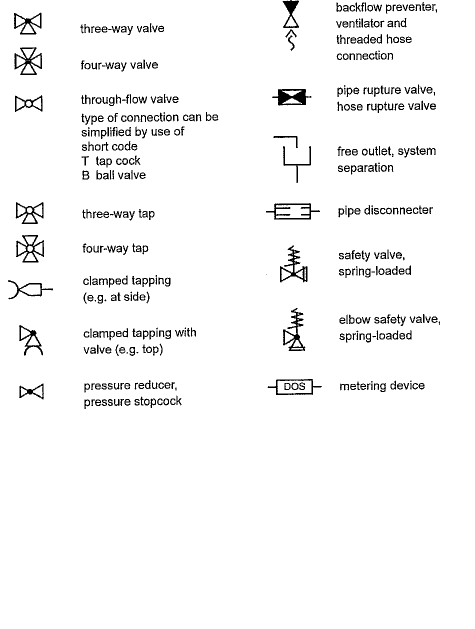 three-way valve
four-way valve
through-flow valve
type of connection can be
simplified by use of
short code
T tap cock
B ball valve
three-way tap
four-way tap
clamped tapping
(e.g. at side)
clamped tapping with
valve (e.g. top)
pressure reducer,
pressure stopcock
backflow preventer,
ventilator and
threaded hose
connection
pipe rupture valve,
hose rupture valve
free outlet, system
separation
pipe disconnecter
safety valve,
spring-loaded
elbow safety valve,
spring-loaded
DOS metering device